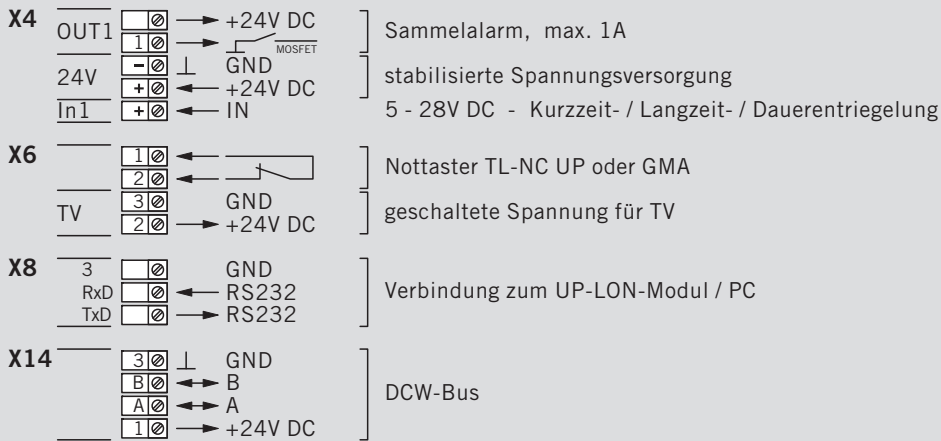 X4 OUT1 +24V DC
1 MOSFET Sammelalarm, max. 1A
24V - GND
+ +24V DC stabilisierte Spannungsversorgung
In1 + IN 5 - 28V DC - Kurzzeit- / Langzeit- / Dauerentriegelung
X6 1
2 Nottaster TL-NC UP oder GMA
TV 3 GND
2 +24V DC geschaltete Spannung für TV
X8 3 GND
RxD RS232 Verbindung zum UP-LON-Modul / PC
TxD RS232
X14 3 GND
B B
A A DCW-Bus
1 +24V DC